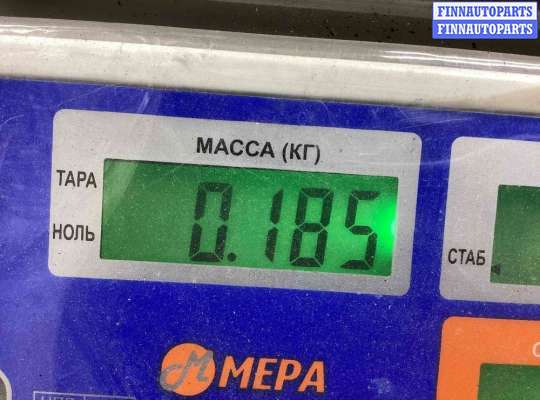 FINNAUTOPARTS
FINNAUTOPARTS
МАССА (КГ)
ТАРА
НОЛЬ
0.185
СТАБ
МЕРА